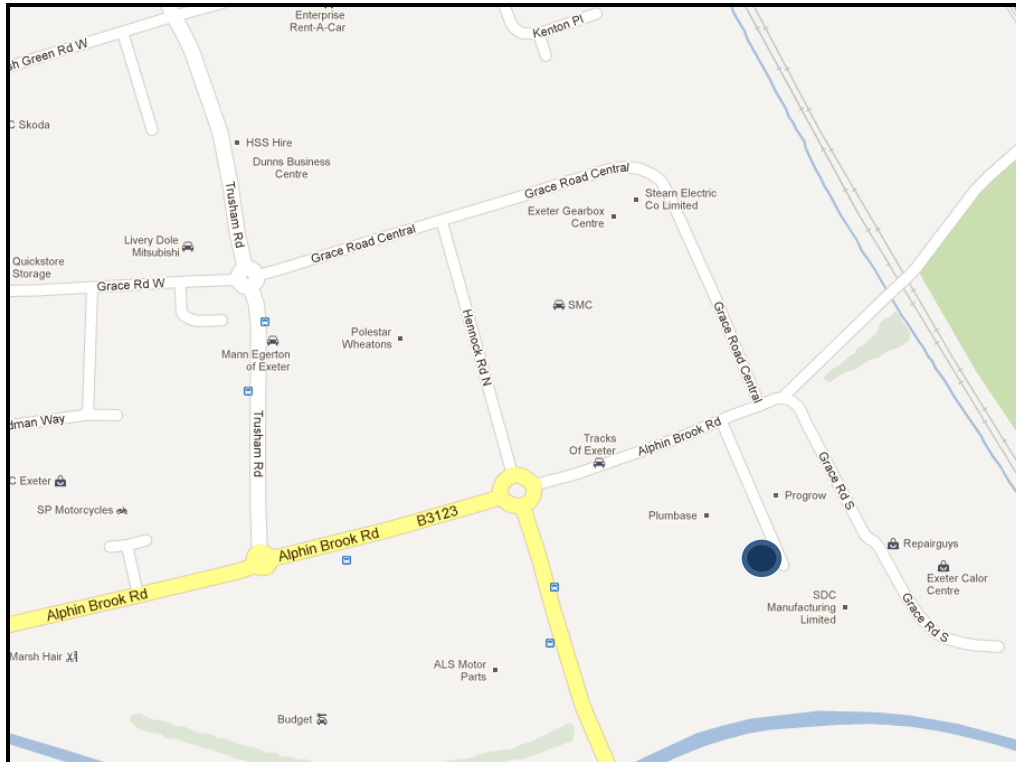 Enterprise
Rent-A-Car
Kenton Pl
sh Green Rd W
C Skoda
HSS Hire
Dunns Business
Centre
Trusham Rd
Grace Road Central
Stearn Electric
Co Limited
Exeter Gearbox
Centre
Livery Dole
Mitsubishi
Grace Road Central
Quickstore
Storage
Grace Rd W
SMC
Hennock Rd N
Grace Road Central
Polestar
Wheatons
Mann Egerton
of Exeter
dman Way
Trusham Rd
Tracks
Of Exeter
Alphin Brook Rd
Grace Rd S
C Exeter
Progrow
SP Motorcycles
B3123
Plumbase
Alphin Brook Rd
Repairguys
Exeter Calor
Centre
Alphin Brook Rd
SDC
Manufacturing
Limited
Grace Rd S
Marsh Hair
ALS Motor
Parts
Budget